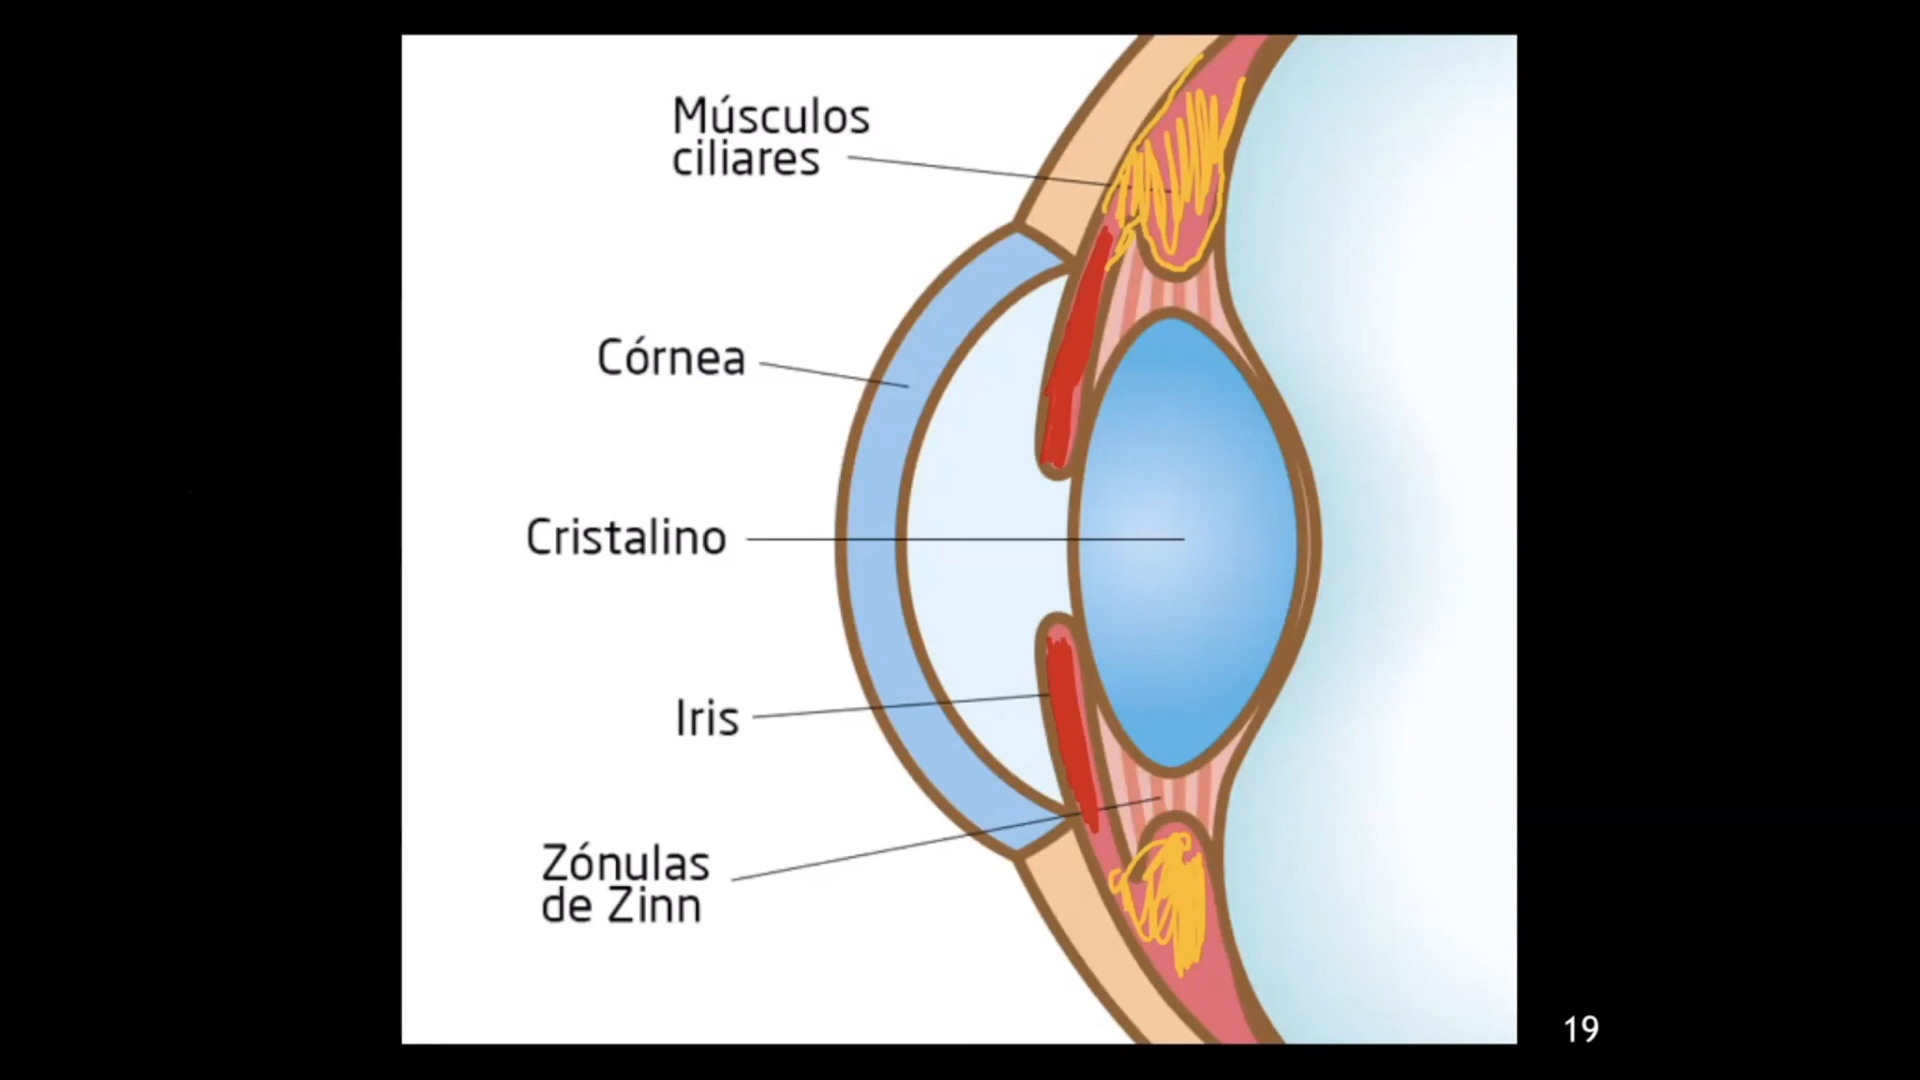 Músculos
ciliares
Córnea
Cristalino
Iris
Zónulas
de Zinn
19